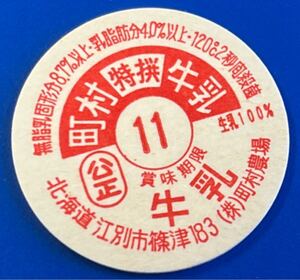 無脂乳固形分8.7%以上・乳脂肪分4.0%以上・120℃2秒間殺菌
町村 特撰 牛乳
生乳100%
11
公正
賞味期限
牛乳
北海道江別市篠津183 (株)町村農場